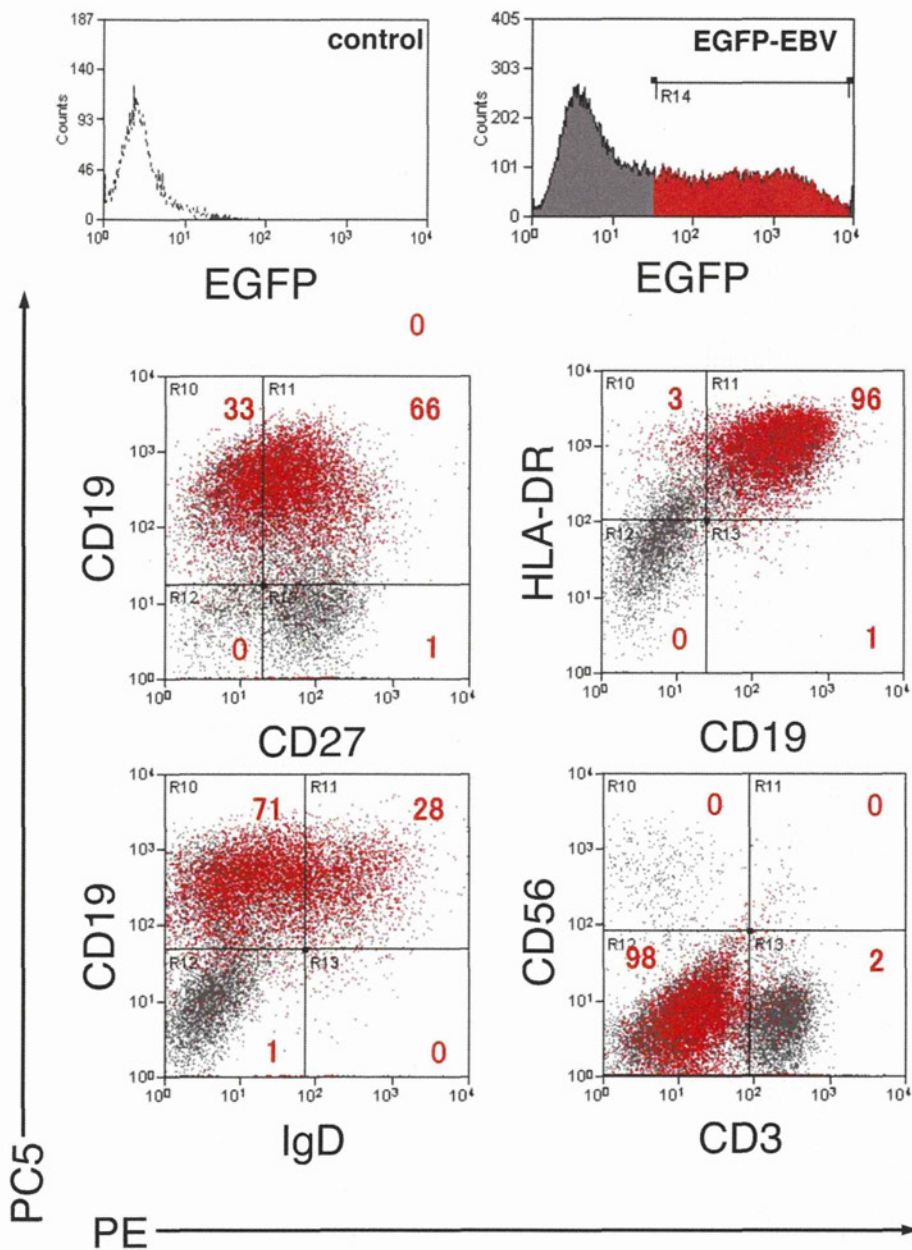 control
187
140
93
46
0
Counts
10⁰ 10¹ 10² 10³ 10⁴
EGFP
EGFP-EBV
R14
405
303
202
101
0
Counts
10⁰ 10¹ 10² 10³ 10⁴
EGFP
0
R10 R11
33 66
10⁴
10³
10²
10¹
10⁰
CD19
R12
0 1
10⁰ 10¹ 10² 10³ 10⁴
CD27
R10 R11
3 96
10⁴
10³
10²
10¹
10⁰
HLA-DR
R12 R13
0 1
10⁰ 10¹ 10² 10³ 10⁴
CD19
R10 R11
71 28
10⁴
10³
10²
10¹
10⁰
CD19
R12 R13
1 0
10⁰ 10¹ 10² 10³ 10⁴
IgD
R10 R11
0 0
10⁴
10³
10²
10¹
10⁰
CD56
R12 R13
98 2
10⁰ 10¹ 10² 10³ 10⁴
CD3
PC5
PE